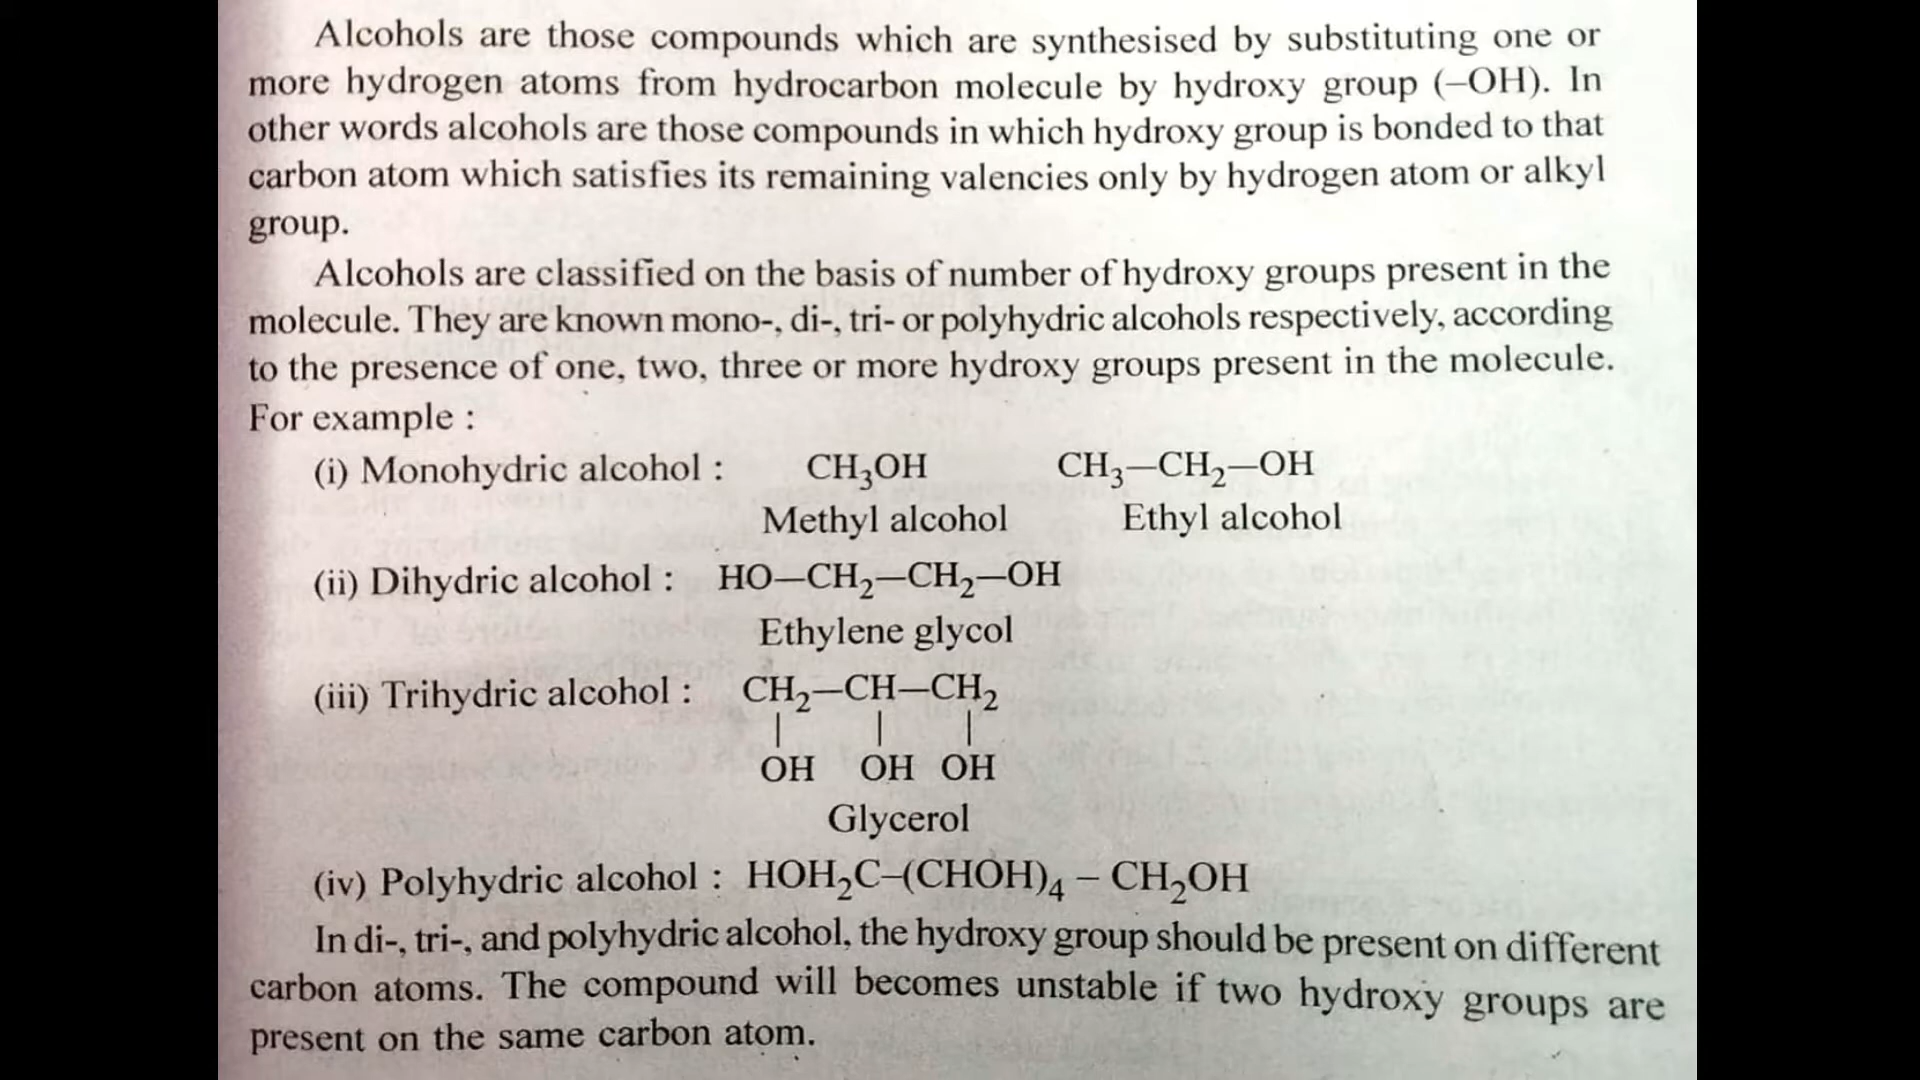 Alcohols are those compounds which are synthesised by substituting one or
more hydrogen atoms from hydrocarbon molecule by hydroxy group (–OH). In
other words alcohols are those compounds in which hydroxy group is bonded to that
carbon atom which satisfies its remaining valencies only by hydrogen atom or alkyl
group.
Alcohols are classified on the basis of number of hydroxy groups present in the
molecule. They are known mono-, di-, tri- or polyhydric alcohols respectively, according
to the presence of one, two, three or more hydroxy groups present in the molecule.
For example :
(i) Monohydric alcohol : CH₃OH CH₃—CH₂—OH
Methyl alcohol Ethyl alcohol
(ii) Dihydric alcohol : HO—CH₂—CH₂—OH
Ethylene glycol
(iii) Trihydric alcohol : CH₂—CH—CH₂
| | |
OH OH OH
Glycerol
(iv) Polyhydric alcohol : HOH₂C–(CHOH)₄ – CH₂OH
In di-, tri-, and polyhydric alcohol, the hydroxy group should be present on different
carbon atoms. The compound will becomes unstable if two hydroxy groups are
present on the same carbon atom.